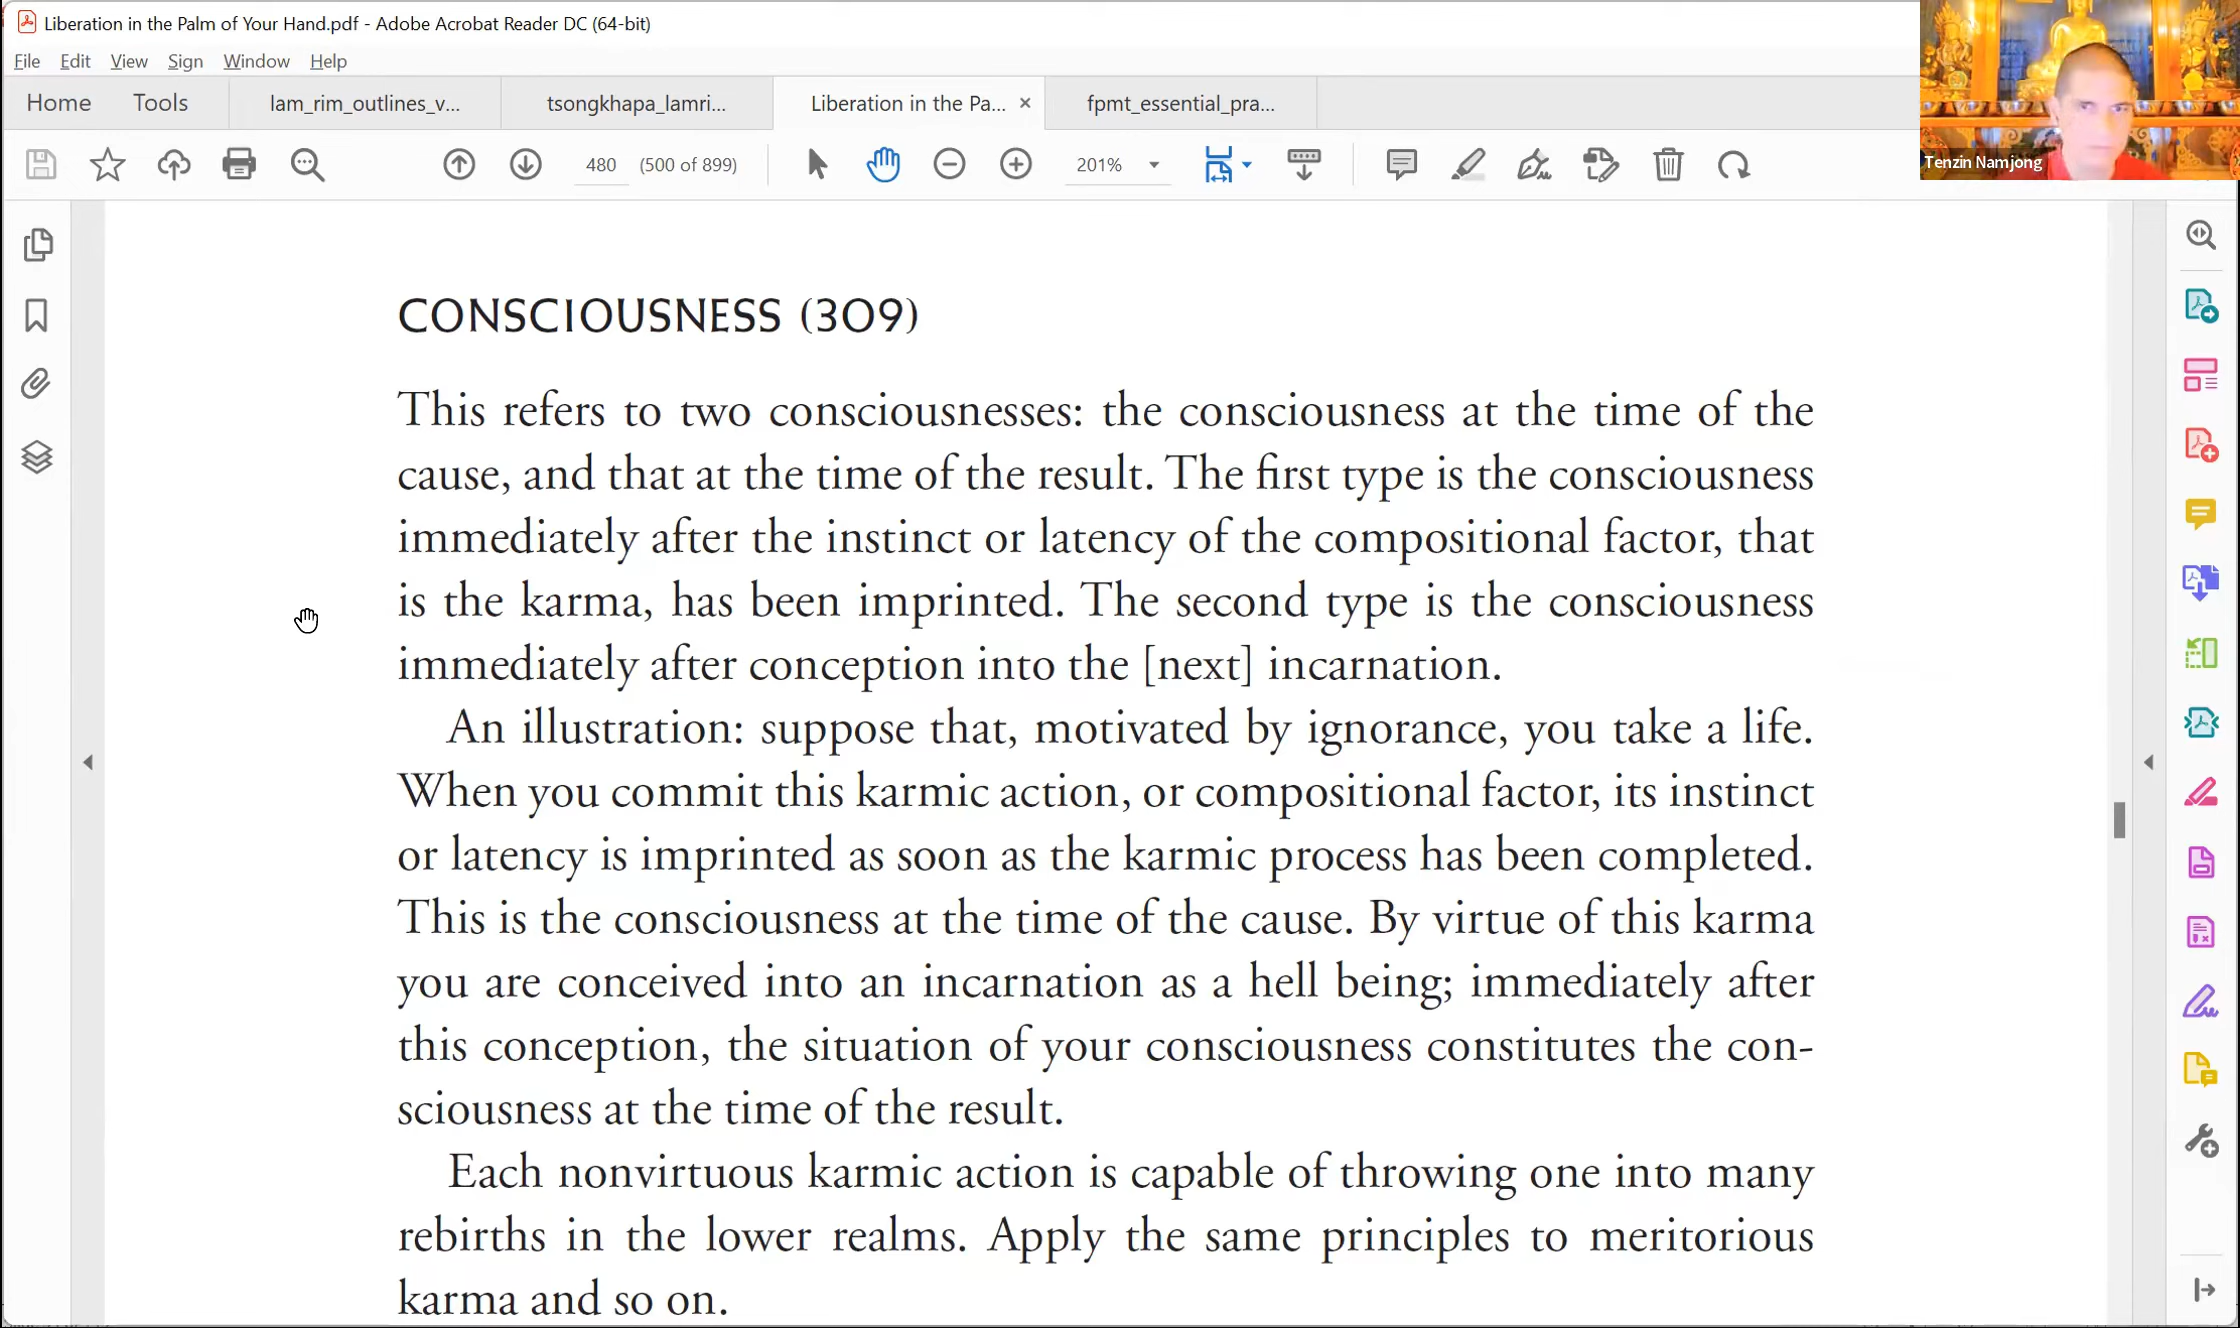 Liberation in the Palm of Your Hand.pdf - Adobe Acrobat Reader DC (64-bit)
File Edit View Sign Window Help
Home Tools lam_rim_outlines_v... tsongkhapa_lamri... Liberation in the Pa... × fpmt_essential_pra...
480 (500 of 899) 201%
Tenzin Namjong
CONSCIOUSNESS (309)
This refers to two consciousnesses: the consciousness at the time of the
cause, and that at the time of the result. The first type is the consciousness
immediately after the instinct or latency of the compositional factor, that
is the karma, has been imprinted. The second type is the consciousness
immediately after conception into the [next] incarnation.
An illustration: suppose that, motivated by ignorance, you take a life.
When you commit this karmic action, or compositional factor, its instinct
or latency is imprinted as soon as the karmic process has been completed.
This is the consciousness at the time of the cause. By virtue of this karma
you are conceived into an incarnation as a hell being; immediately after
this conception, the situation of your consciousness constitutes the con-
sciousness at the time of the result.
Each nonvirtuous karmic action is capable of throwing one into many
rebirths in the lower realms. Apply the same principles to meritorious
karma and so on.